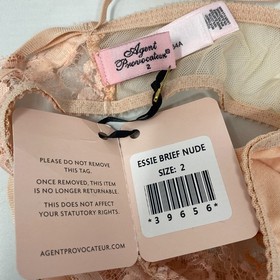 Agent
Provocateur®
2
PLEASE DO NOT REMOVE
THIS TAG.
ONCE REMOVED, THIS ITEM
IS NO LONGER RETURNABLE.
THIS DOES NOT AFFECT
YOUR STATUTORY RIGHTS.
AGENTPROVOCATEUR.COM
ESSIE BRIEF NUDE
SIZE: 2
*39656*